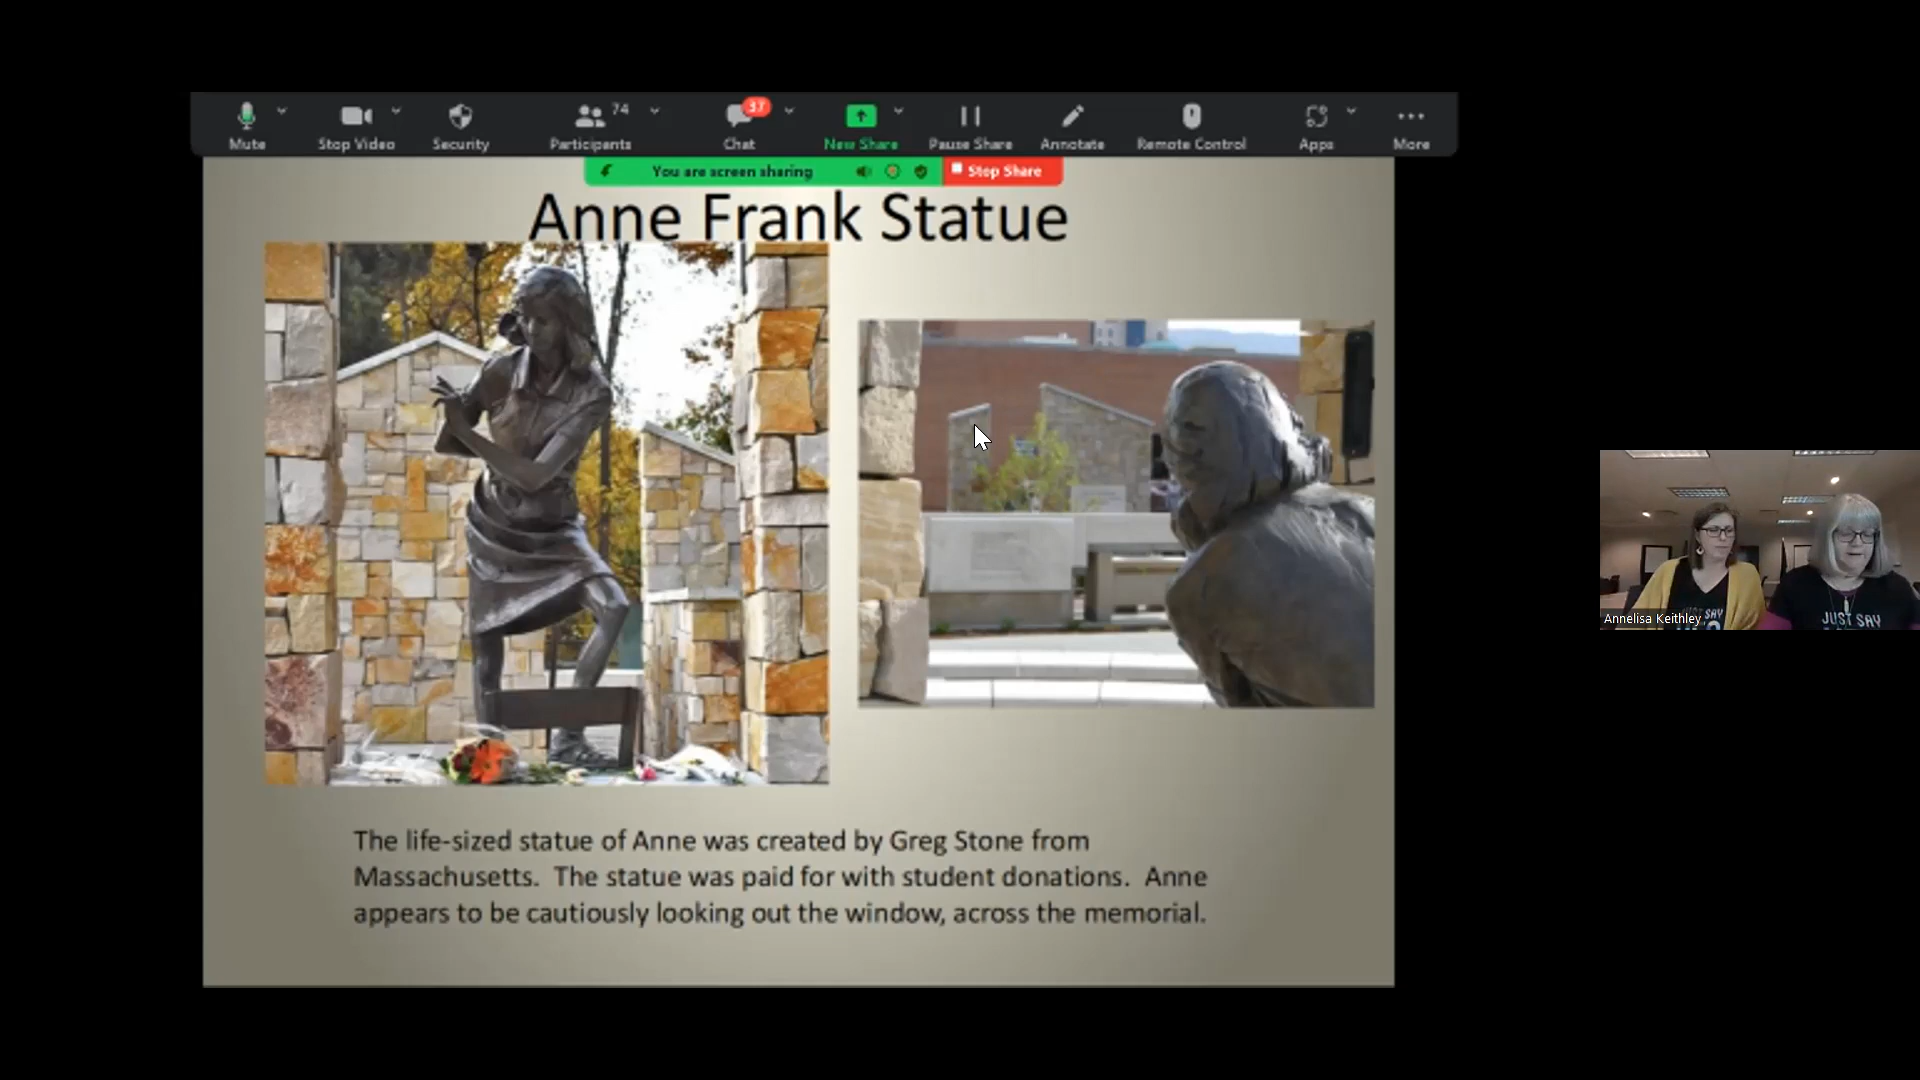 37
74
Mute
Stop Video
Security
Participants
Chat
New Share
Pause Share
Annotate
Remote Control
Apps
More
You are screen sharing
Stop Share
Anne Frank Statue
The life-sized statue of Anne was created by Greg Stone from
Massachusetts. The statue was paid for with student donations. Anne
appears to be cautiously looking out the window, across the memorial.
Annelisa Keithley
JUST SAY
JUST SAY